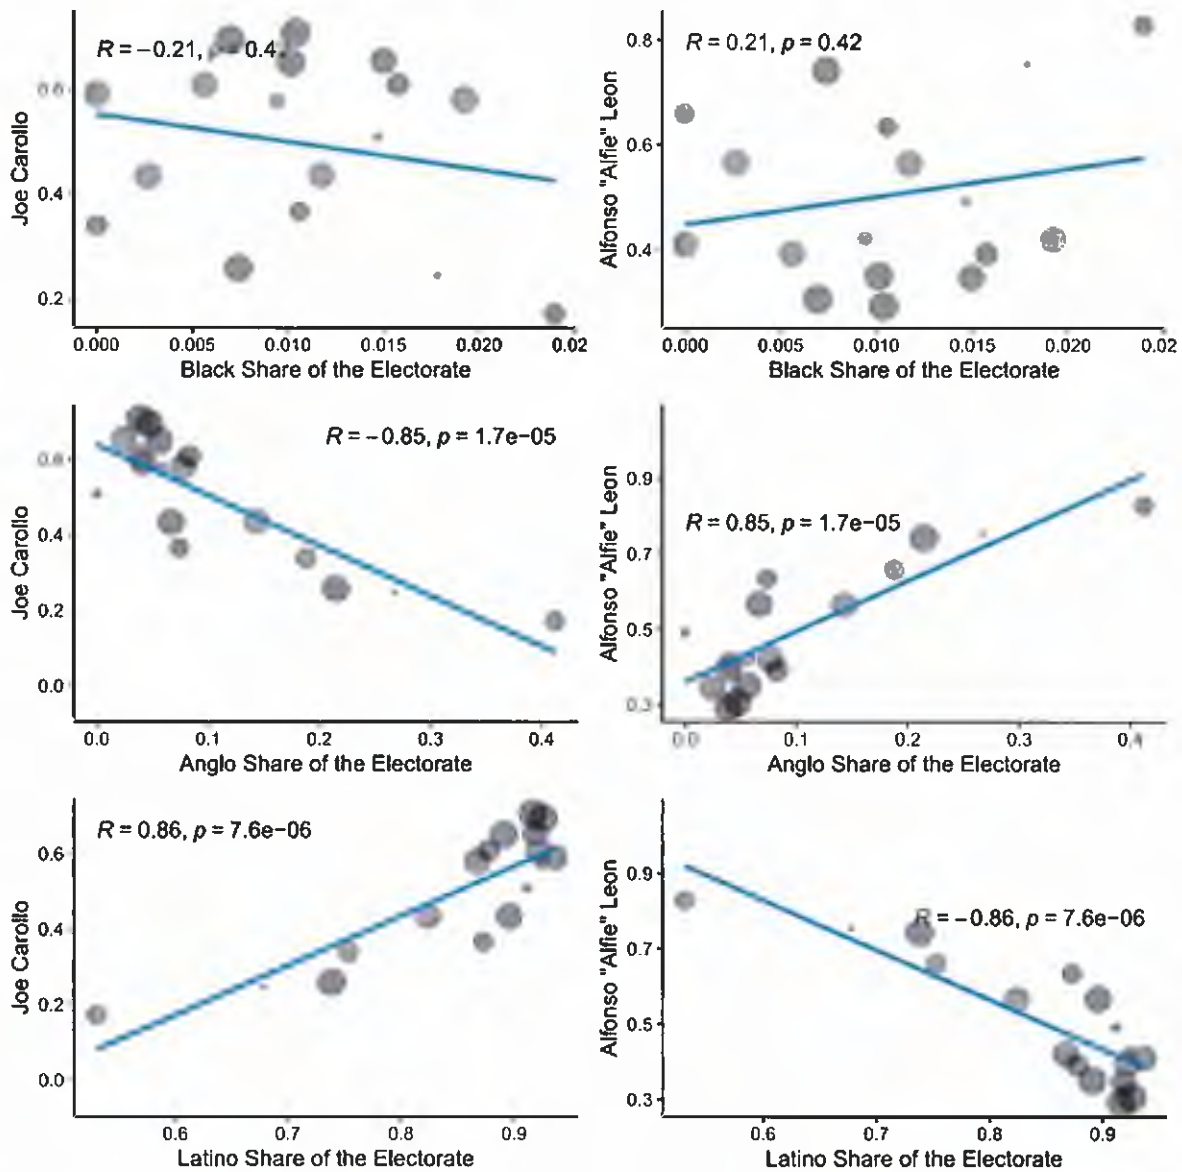 R = −0.21, p = 0.4
Joe Carollo
0.6
0.4
0.2
0.000 0.005 0.010 0.015 0.020 0.02
Black Share of the Electorate
R = 0.21, p = 0.42
Alfonso "Alfie" Leon
0.8
0.6
0.4
0.000 0.005 0.010 0.015 0.020 0.02
Black Share of the Electorate
R = −0.85, p = 1.7e−05
Joe Carollo
0.6
0.4
0.2
0.0
0.0 0.1 0.2 0.3 0.4
Anglo Share of the Electorate
R = 0.85, p = 1.7e−05
Alfonso "Alfie" Leon
0.9
0.7
0.5
0.3
0.0 0.1 0.2 0.3 0.4
Anglo Share of the Electorate
R = 0.86, p = 7.6e−06
Joe Carollo
0.6
0.4
0.2
0.0
0.6 0.7 0.8 0.9
Latino Share of the Electorate
R = −0.86, p = 7.6e−06
Alfonso "Alfie" Leon
0.9
0.7
0.5
0.3
0.6 0.7 0.8 0.9
Latino Share of the Electorate